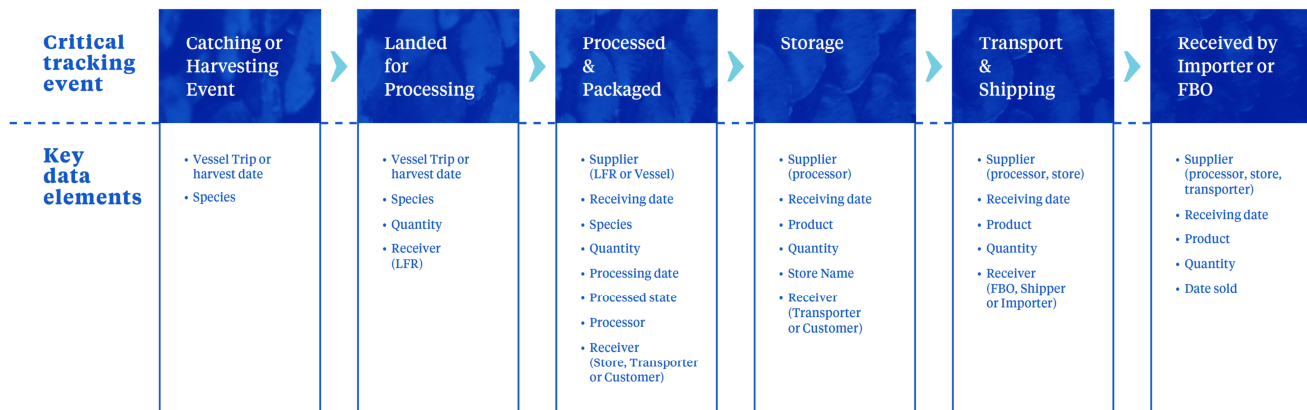 Critical
tracking
event
Catching or
Harvesting
Event
Landed
for
Processing
Processed
&
Packaged
Storage
Transport
&
Shipping
Received by
Importer or
FBO
Key
data
elements
• Vessel Trip or
harvest date
• Species
• Vessel Trip or
harvest date
• Species
• Quantity
• Receiver
(LFR)
• Supplier
(LFR or Vessel)
• Receiving date
• Species
• Quantity
• Processing date
• Processed state
• Processor
• Receiver
(Store, Transporter
or Customer)
• Supplier
(processor)
• Receiving date
• Product
• Quantity
• Store Name
• Receiver
(Transporter
or Customer)
• Supplier
(processor, store)
• Receiving date
• Product
• Quantity
• Receiver
(FBO, Shipper
or Importer)
• Supplier
(processor, store,
transporter)
• Receiving date
• Product
• Quantity
• Date sold